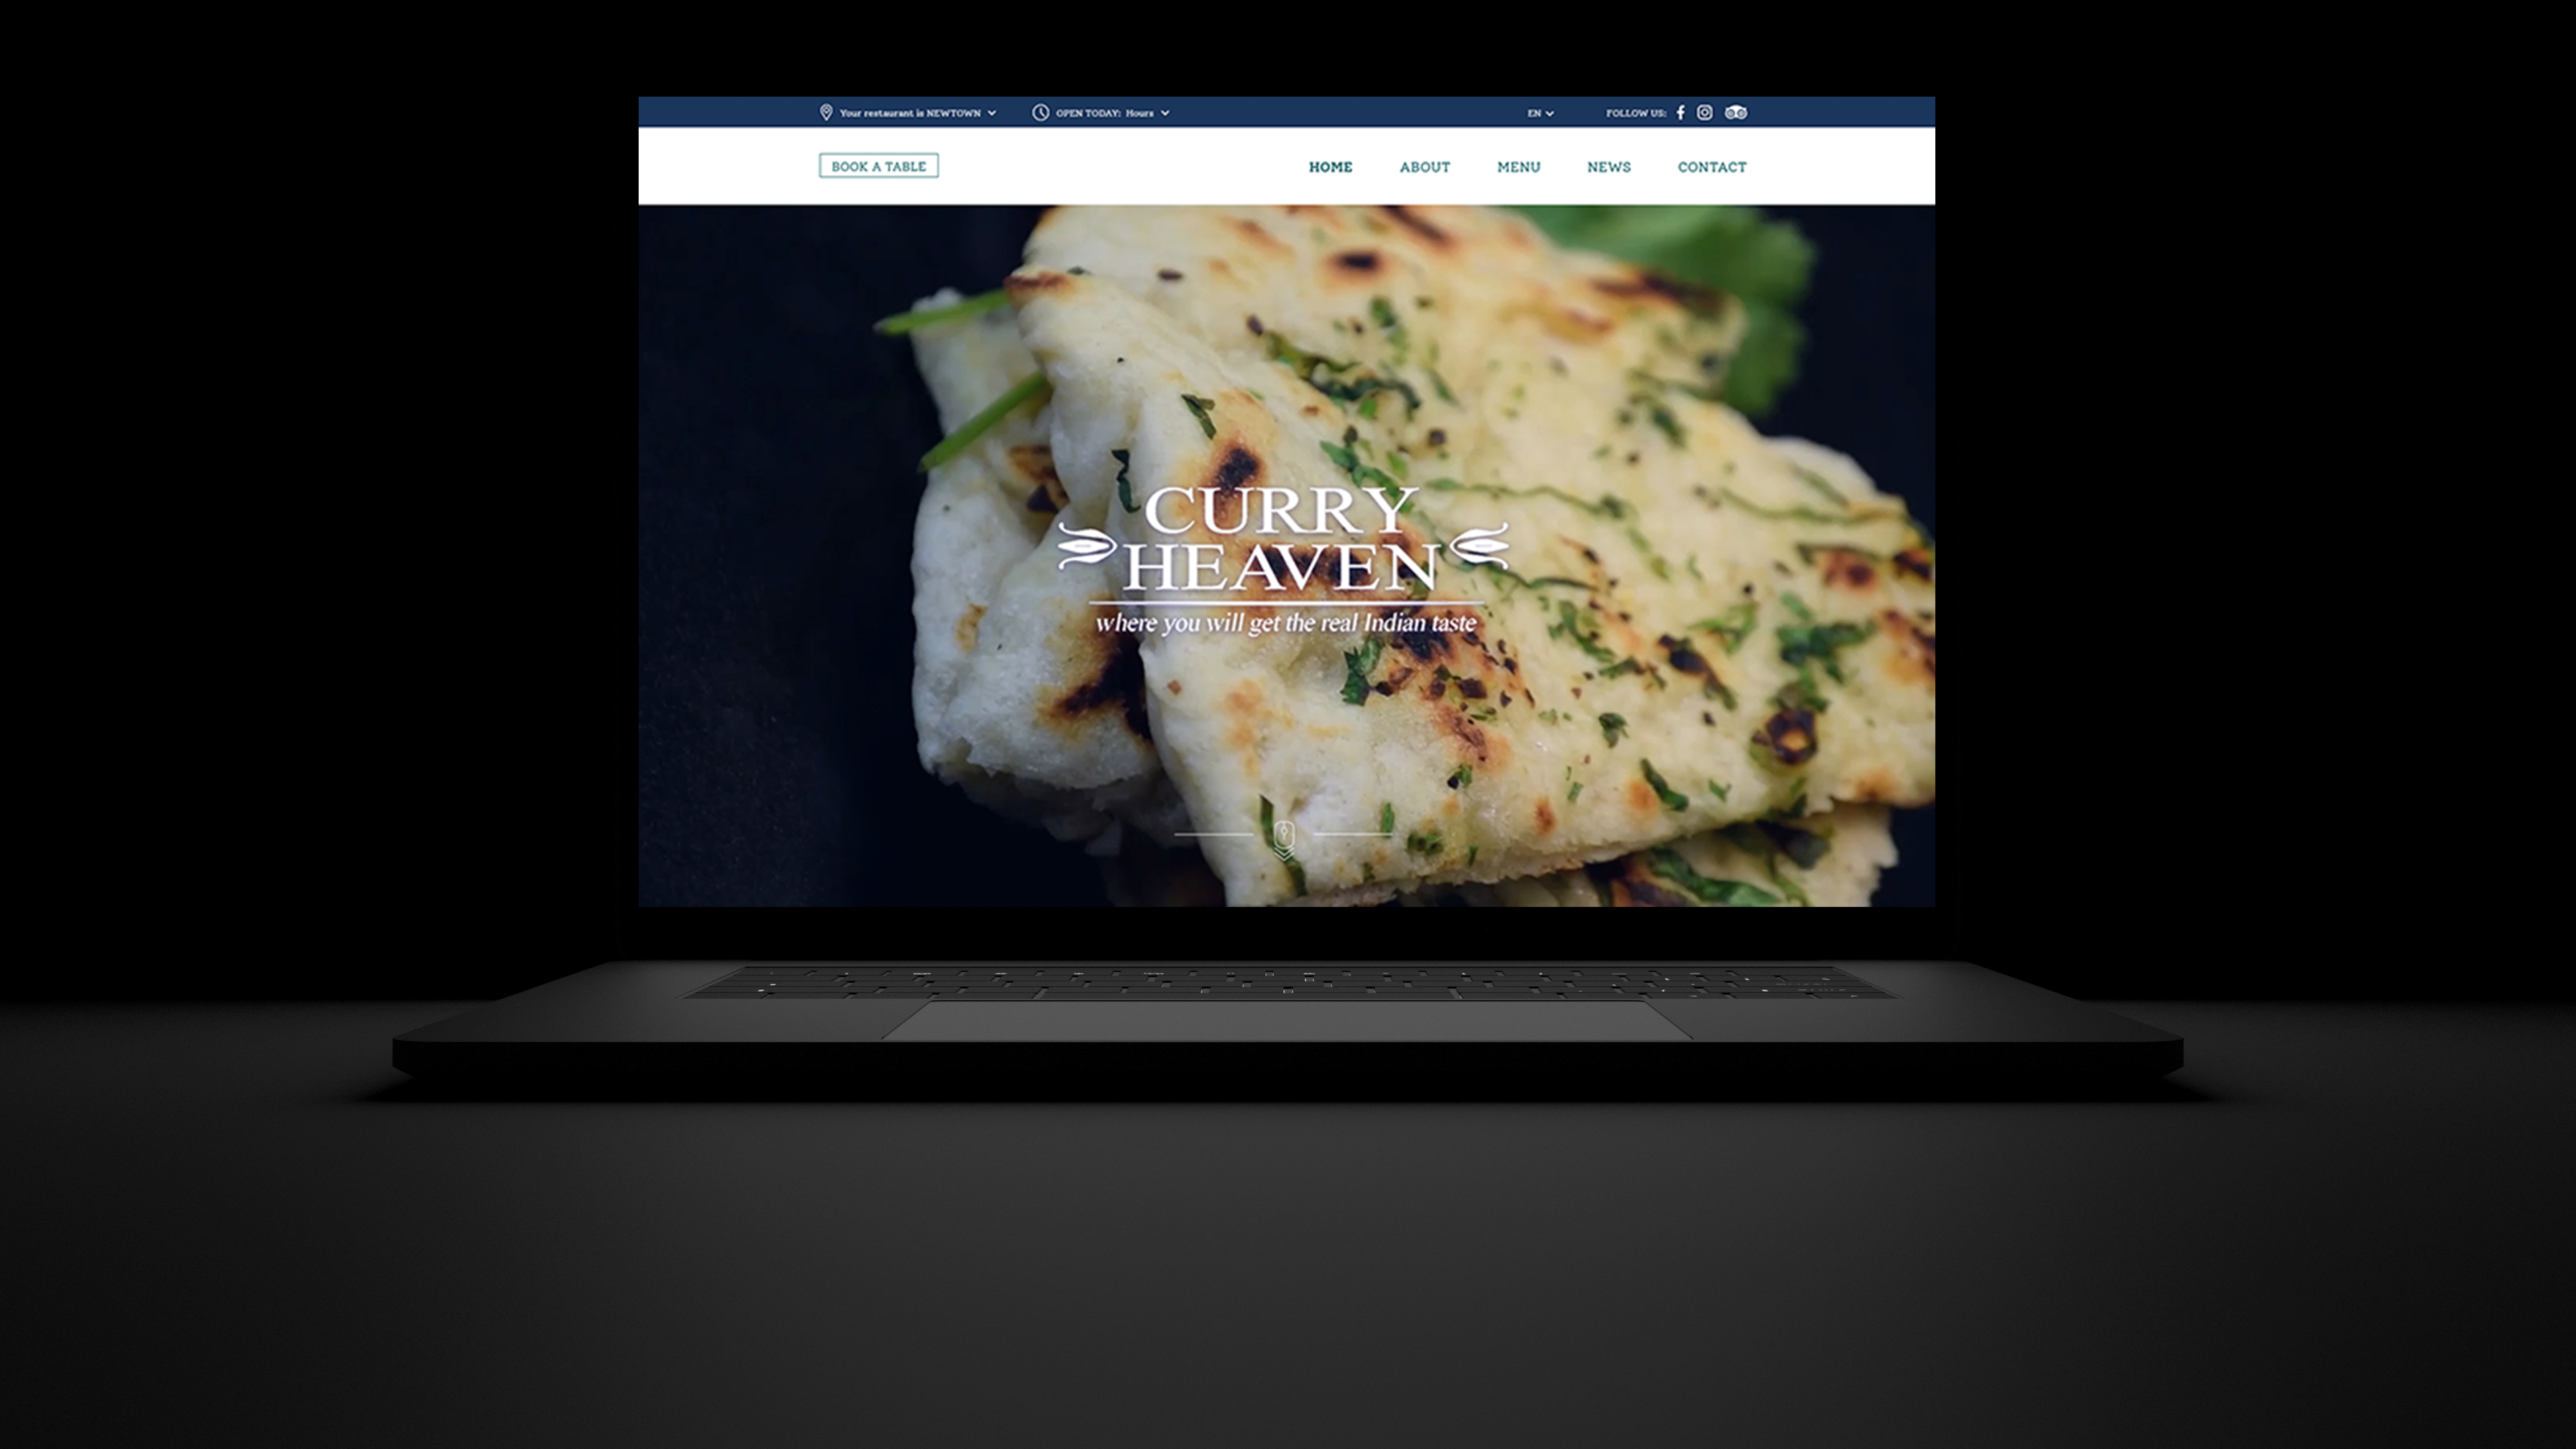 Your restaurant is NEWTOWN
OPEN TODAY: Hours
EN
FOLLOW US:
BOOK A TABLE
HOME
ABOUT
MENU
NEWS
CONTACT
CURRY
HEAVEN
where you will get the real Indian taste